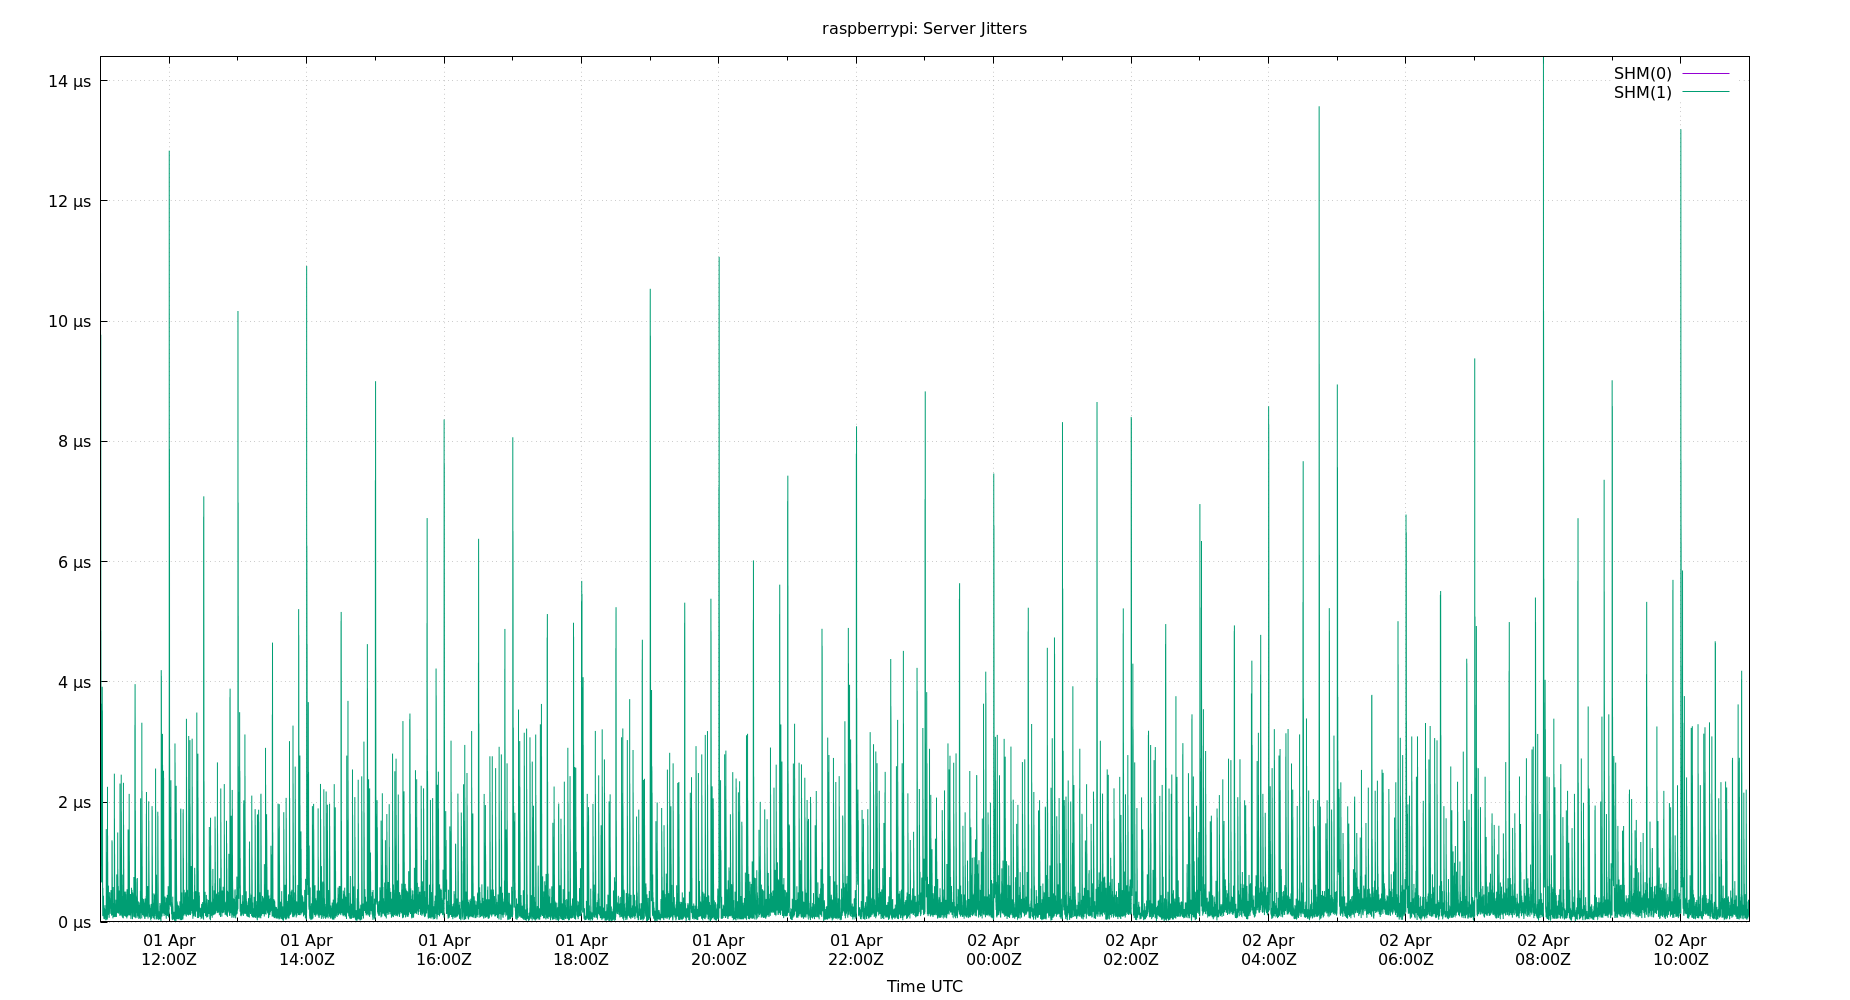 raspberrypi: Server Jitters
SHM(0)
SHM(1)
14 µs
12 µs
10 µs
8 µs
6 µs
4 µs
2 µs
0 µs
01 Apr 01 Apr 01 Apr 01 Apr 01 Apr 01 Apr 02 Apr 02 Apr 02 Apr 02 Apr 02 Apr 02 Apr
12:00Z 14:00Z 16:00Z 18:00Z 20:00Z 22:00Z 00:00Z 02:00Z 04:00Z 06:00Z 08:00Z 10:00Z
Time UTC